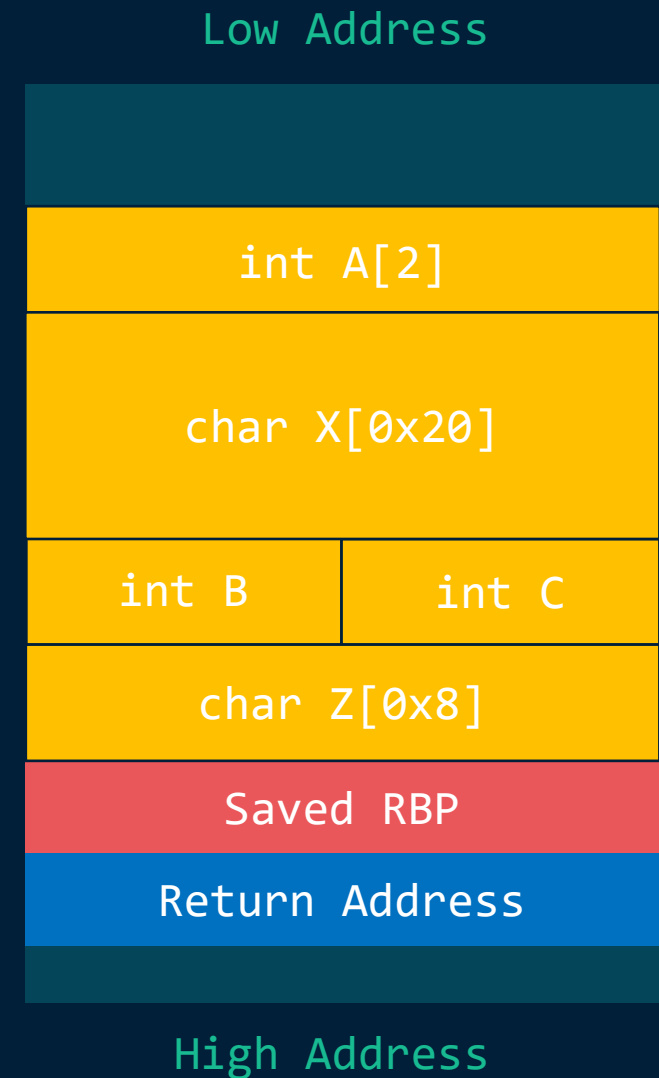 Low Address
int A[2]
char X[0x20]
int B
int C
char Z[0x8]
Saved RBP
Return Address
High Address